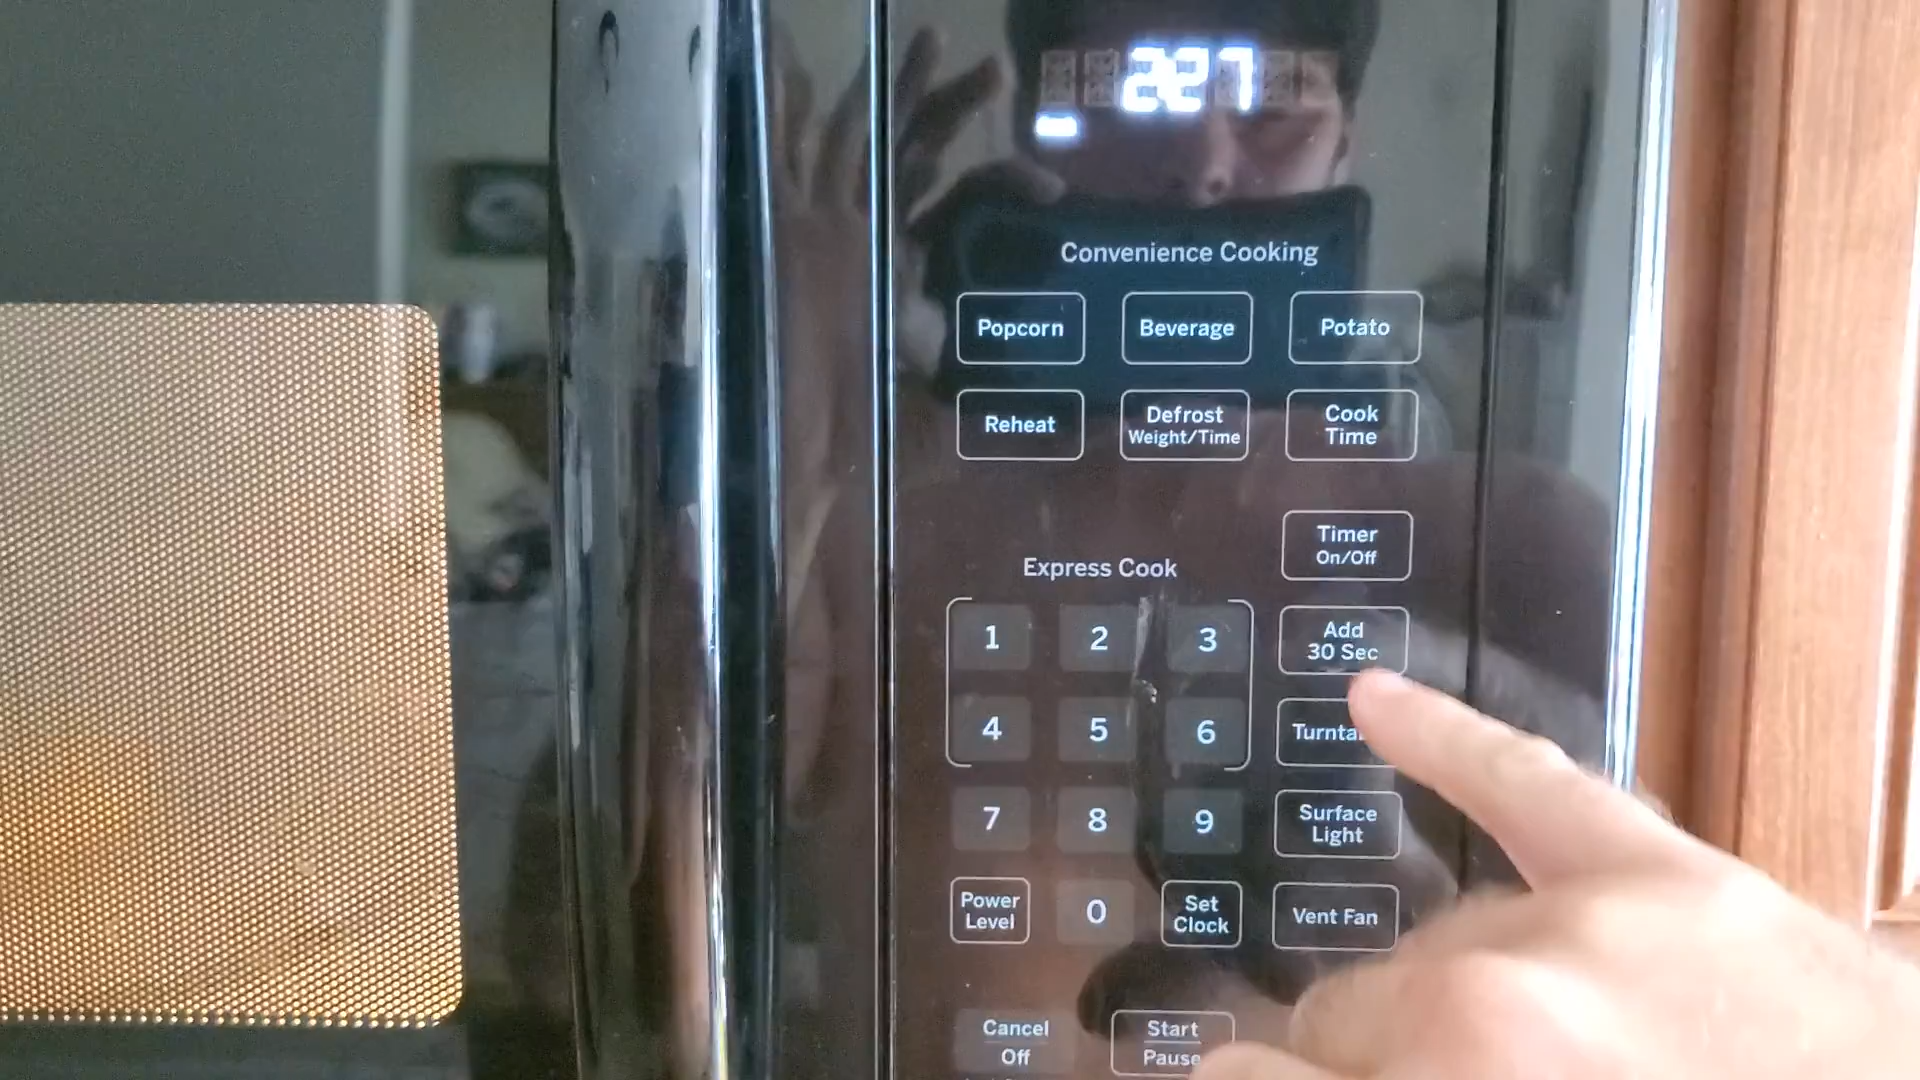 2:27
Convenience Cooking
Popcorn
Beverage
Potato
Reheat
Defrost
Weight/Time
Cook
Time
Timer
On/Off
Express Cook
1
2
3
Add
30 Sec
4
5
6
7
8
9
Surface
Light
Power
Level
0
Set
Clock
Vent Fan
Cancel
Off
Start
Pause